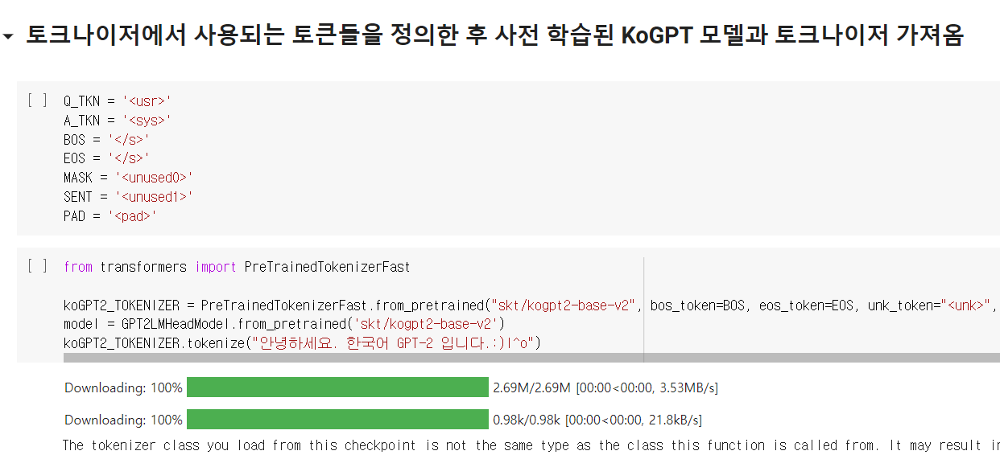 토크나이저에서 사용되는 토큰들을 정의한 후 사전 학습된 KoGPT 모델과 토크나이저 가져옴
[ ] Q_TKN = '<usr>'
A_TKN = '<sys>'
BOS = '</s>'
EOS = '</s>'
MASK = '<unused0>'
SENT = '<unused1>'
PAD = '<pad>'
[ ] from transformers import PreTrainedTokenizerFast
koGPT2_TOKENIZER = PreTrainedTokenizerFast.from_pretrained("skt/kogpt2-base-v2", bos_token=BOS, eos_token=EOS, unk_token="<unk>",
model = GPT2LMHeadModel.from_pretrained('skt/kogpt2-base-v2')
koGPT2_TOKENIZER.tokenize("안녕하세요. 한국어 GPT-2 입니다.:)l^o")
Downloading: 100% 2.69M/2.69M [00:00<00:00, 3.53MB/s]
Downloading: 100% 0.98k/0.98k [00:00<00:00, 21.8kB/s]
The tokenizer class you load from this checkpoint is not the same type as the class this function is called from. It may result